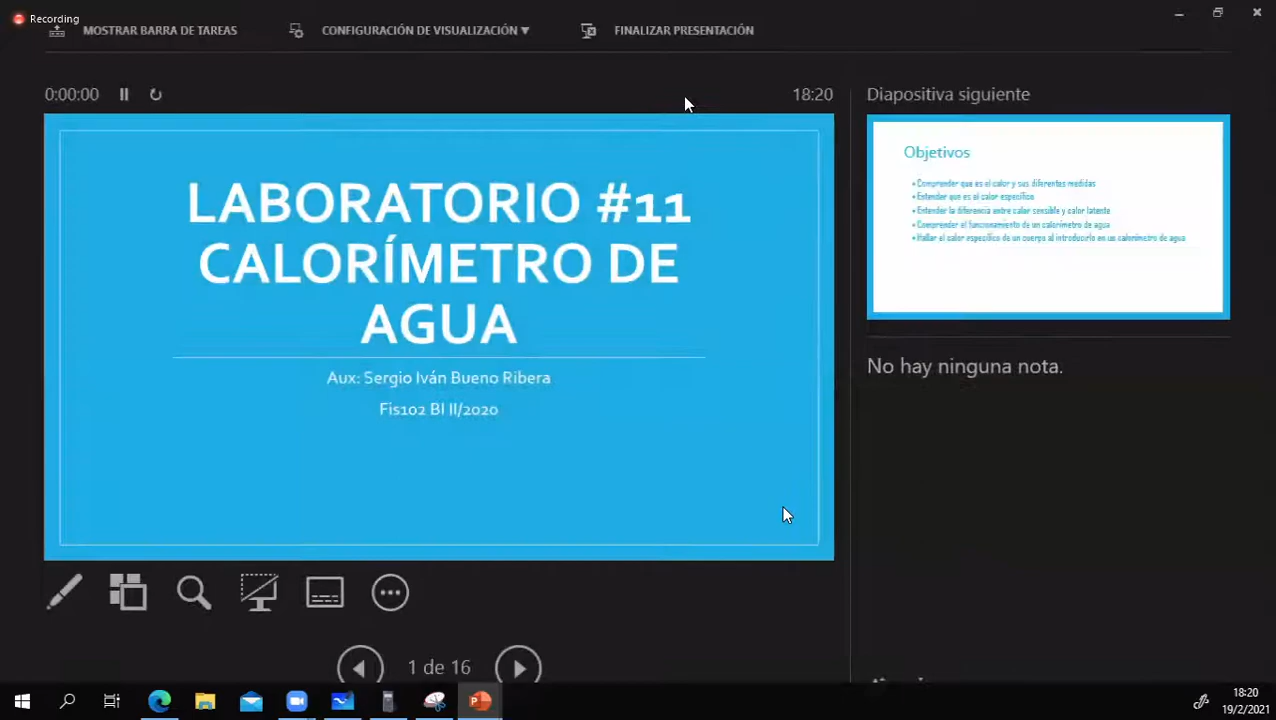 Recording
MOSTRAR BARRA DE TAREAS
CONFIGURACIÓN DE VISUALIZACIÓN ▼
FINALIZAR PRESENTACIÓN
0:00:00
18:20
Diapositiva siguiente
LABORATORIO #11
CALORÍMETRO DE
AGUA
Aux: Sergio Iván Bueno Ribera
Fis102 BI II/2020
Objetivos
• Comprender que es el calor y sus diferentes medidas
• Entender que es el calor específico
• Entender la diferencia entre calor sensible y calor latente
• Comprender el funcionamiento de un calorímetro de agua
• Hallar el calor específico de un cuerpo al introducirlo en un calorímetro de agua
No hay ninguna nota.
1 de 16
18:20
19/2/2021